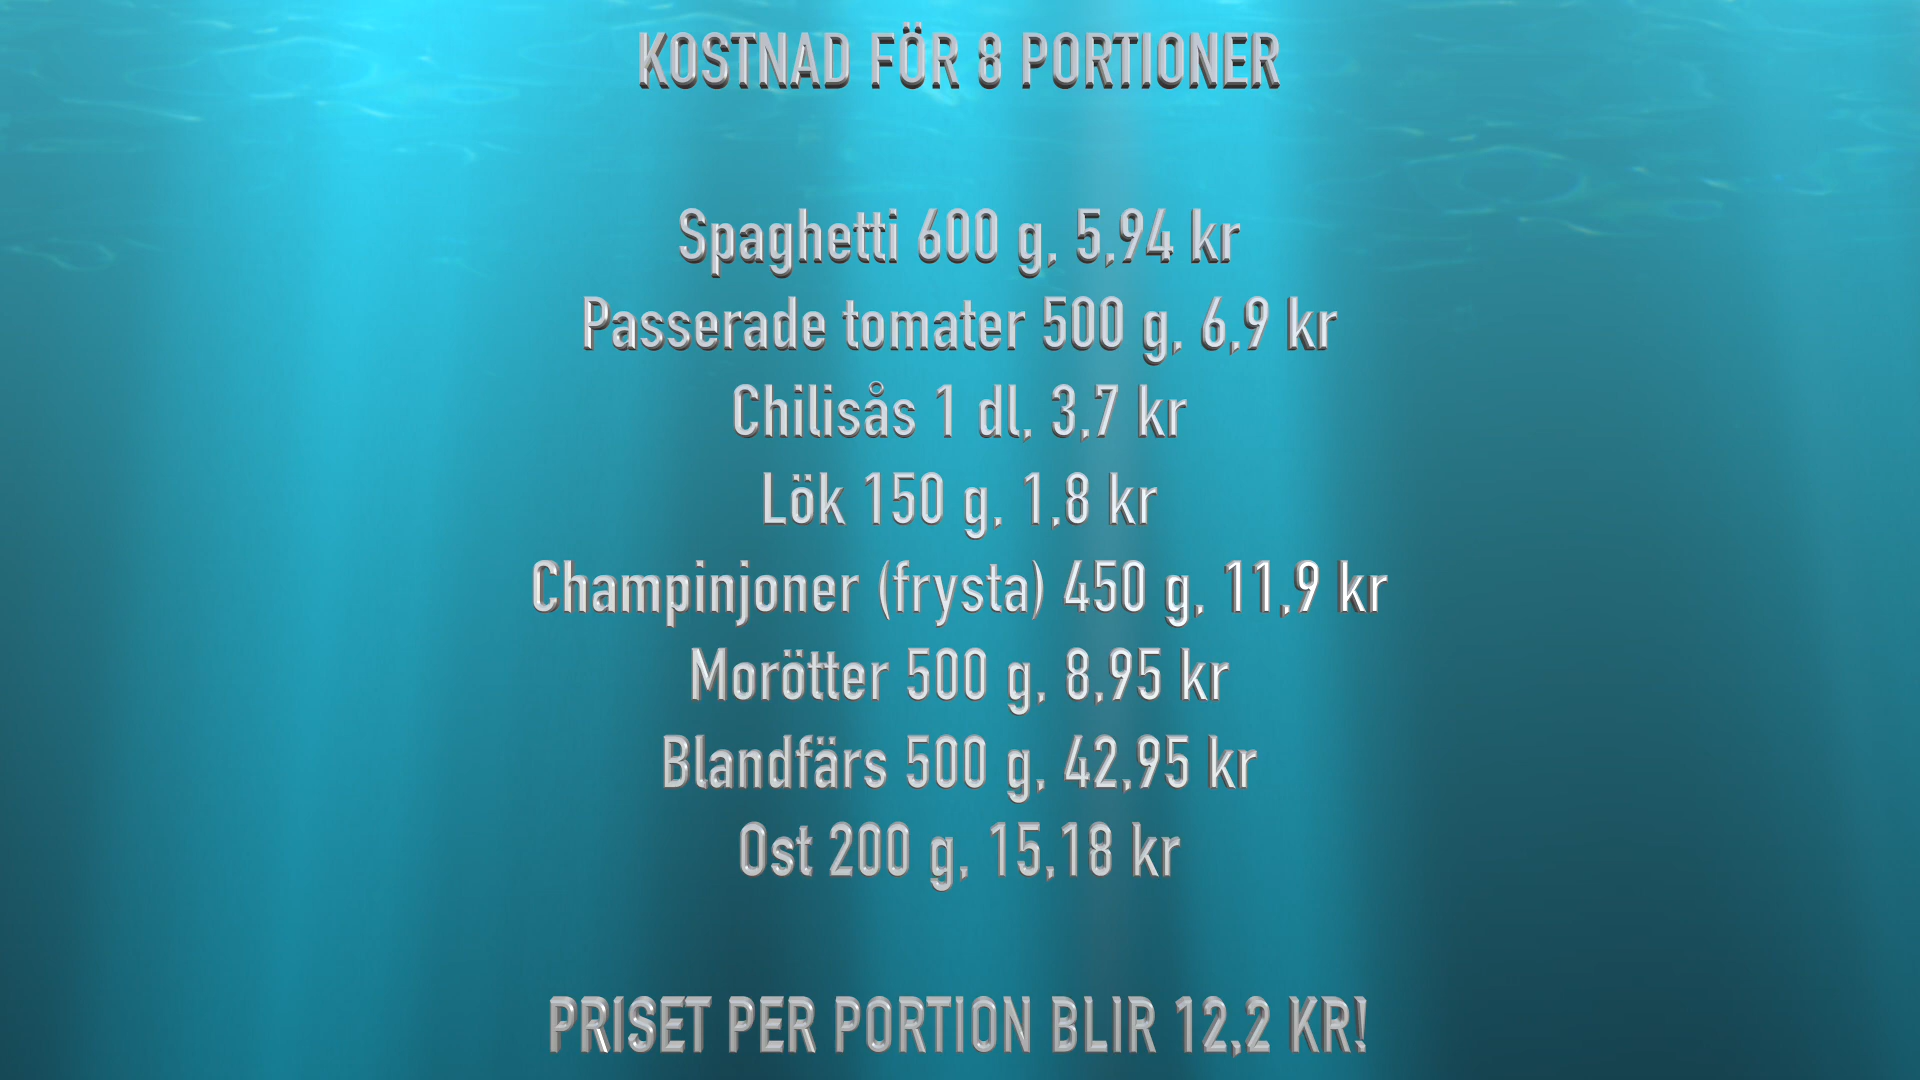 KOSTNAD FÖR 8 PORTIONER
Spaghetti 600 g, 5,94 kr
Passerade tomater 500 g, 6,9 kr
Chilisås 1 dl, 3,7 kr
Lök 150 g, 1,8 kr
Champinjoner (frysta) 450 g, 11,9 kr
Morötter 500 g, 8,95 kr
Blandfärs 500 g, 42,95 kr
Ost 200 g, 15,18 kr
PRISET PER PORTION BLIR 12,2 KR!